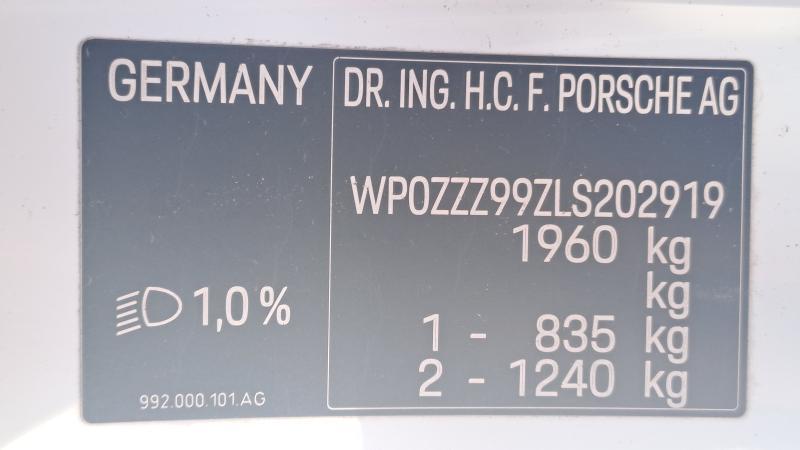 GERMANY
DR. ING. H.C. F. PORSCHE AG
WP0ZZZ99ZLS202919
1960 kg
kg
1 - 835 kg
2 - 1240 kg
1,0 %
992.000.101.AG